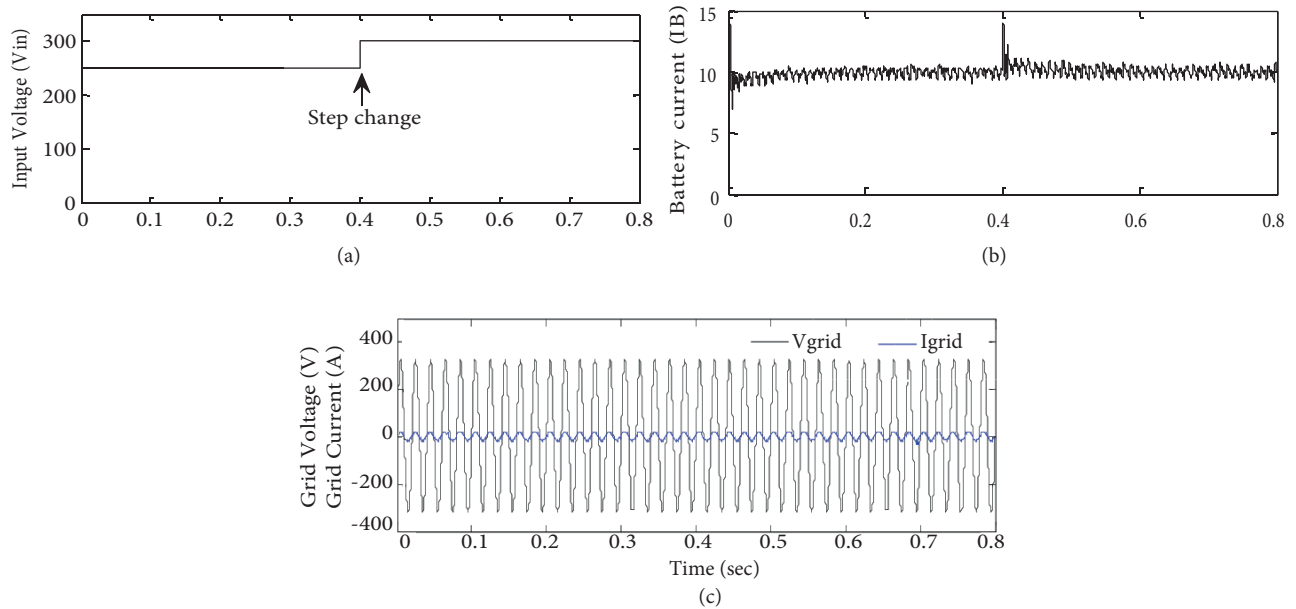 Input Voltage (Vin)
300
200
100
0
Step change
0 0.1 0.2 0.3 0.4 0.5 0.6 0.7 0.8
(a)
Battery current (IB)
15
10
5
0
0 0.2 0.4 0.6 0.8
(b)
Grid Voltage (V)
Grid Current (A)
400
200
0
-200
-400
Vgrid Igrid
0 0.1 0.2 0.3 0.4 0.5 0.6 0.7 0.8
Time (sec)
(c)